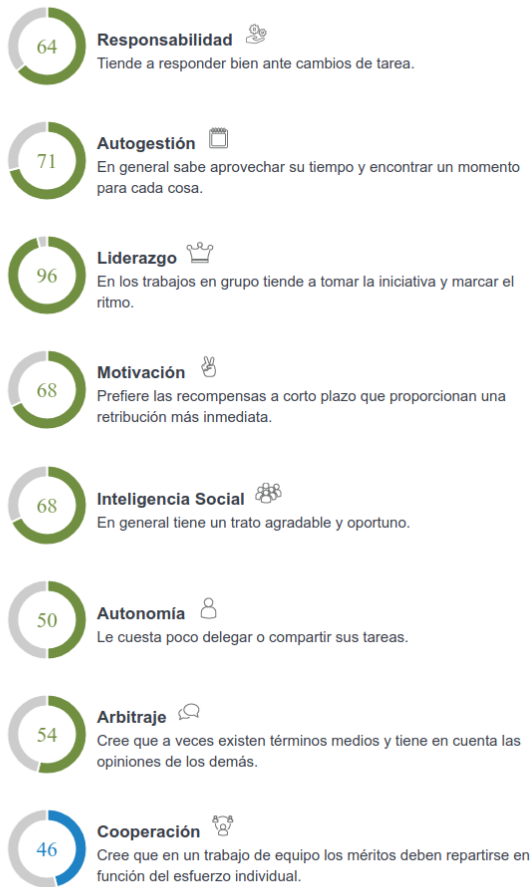 64
Responsabilidad
Tiende a responder bien ante cambios de tarea.
71
Autogestión
En general sabe aprovechar su tiempo y encontrar un momento
para cada cosa.
96
Liderazgo
En los trabajos en grupo tiende a tomar la iniciativa y marcar el
ritmo.
68
Motivación
Prefiere las recompensas a corto plazo que proporcionan una
retribución más inmediata.
68
Inteligencia Social
En general tiene un trato agradable y oportuno.
50
Autonomía
Le cuesta poco delegar o compartir sus tareas.
54
Arbitraje
Cree que a veces existen términos medios y tiene en cuenta las
opiniones de los demás.
46
Cooperación
Cree que en un trabajo de equipo los méritos deben repartirse en
función del esfuerzo individual.